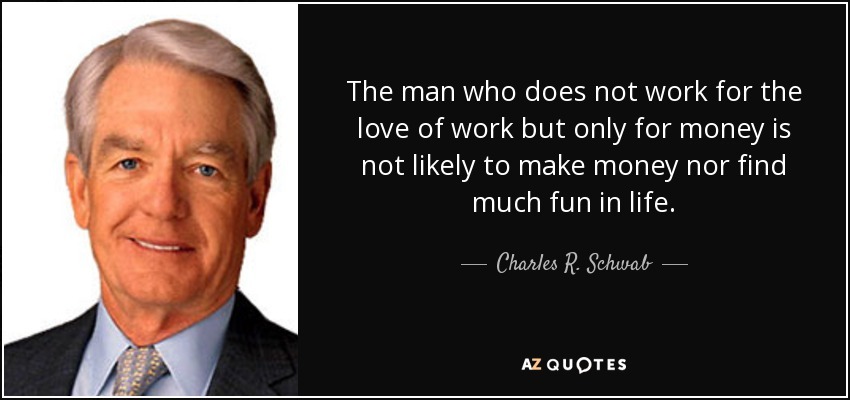 The man who does not work for the
love of work but only for money is
not likely to make money nor find
much fun in life.
Charles R. Schwab
AZ QUOTES